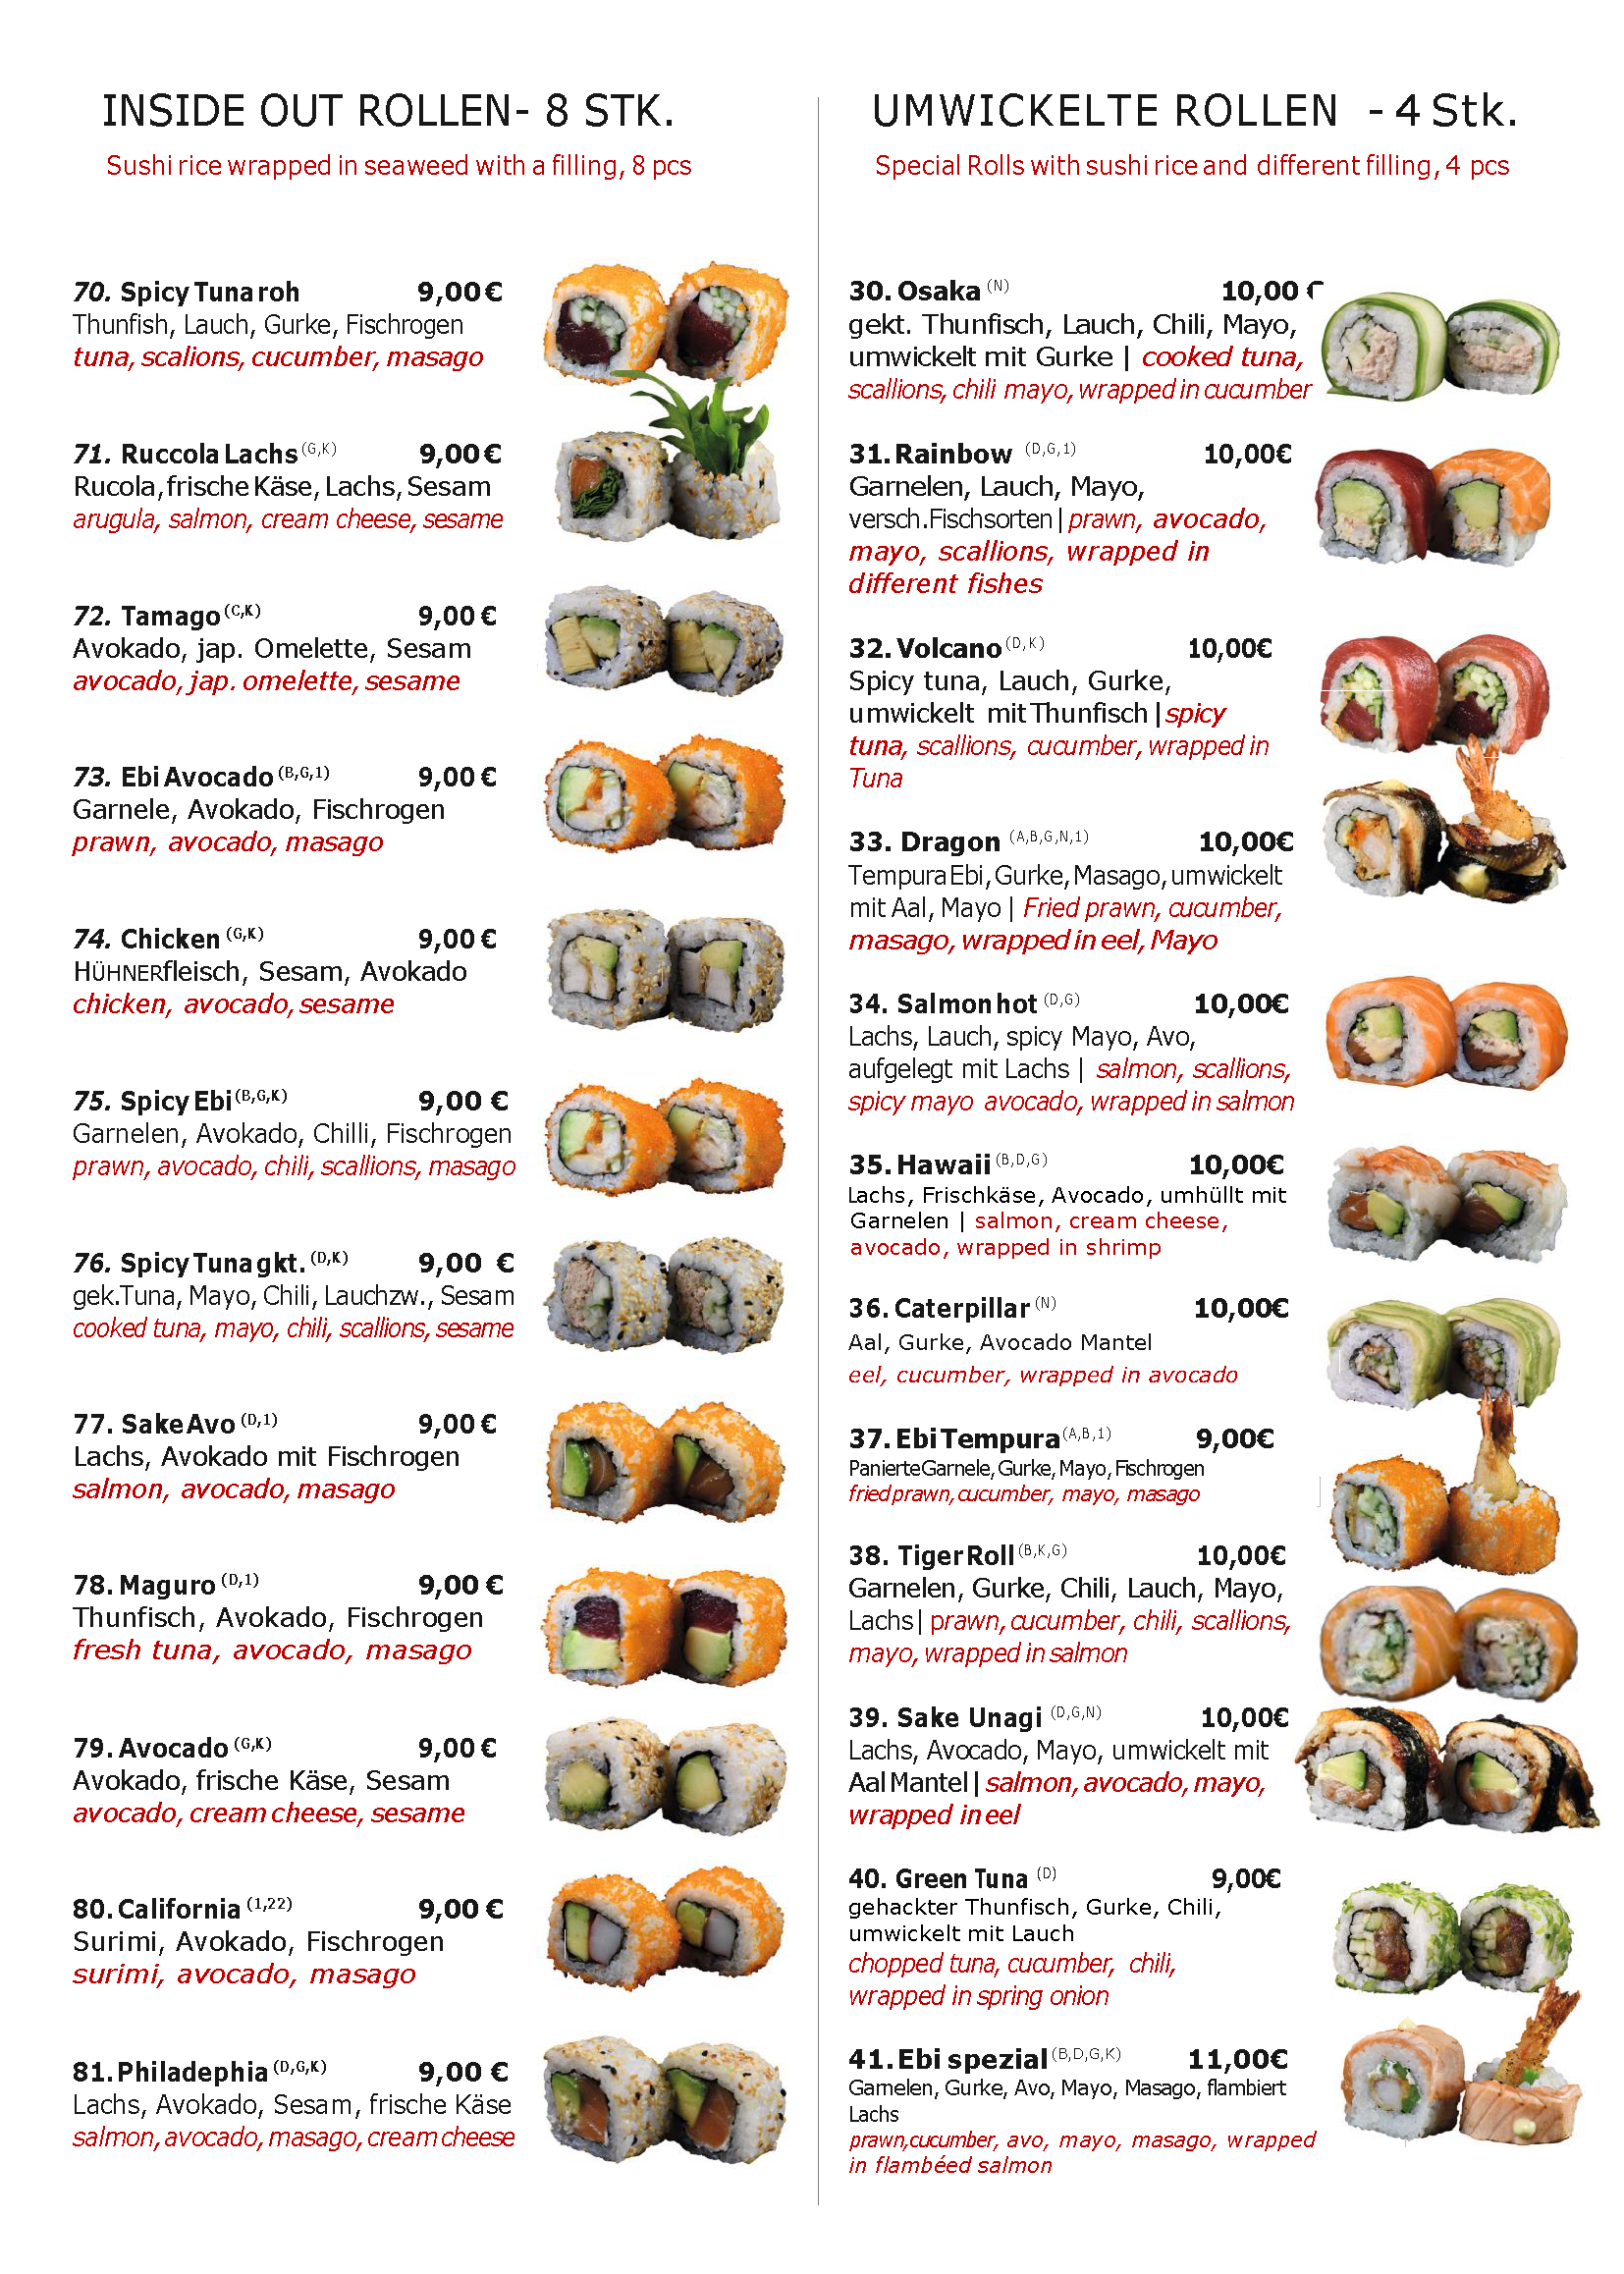 INSIDE OUT ROLLEN- 8 STK.
Sushi rice wrapped in seaweed with a filling, 8 pcs
70. Spicy Tuna roh 9,00 €
Thunfish, Lauch, Gurke, Fischrogen
tuna, scalions, cucumber, masago
71. Ruccola Lachs (G,K) 9,00 €
Rucola, frische Käse, Lachs, Sesam
arugula, salmon, cream cheese, sesame
72. Tamago (C,K) 9,00 €
Avokado, jap. Omelette, Sesam
avocado, jap. omelette, sesame
73. Ebi Avocado (B,G,1) 9,00 €
Garnele, Avokado, Fischrogen
prawn, avocado, masago
74. Chicken (G,K) 9,00 €
HÜHNERfleisch, Sesam, Avokado
chicken, avocado, sesame
75. Spicy Ebi (B,G,K) 9,00 €
Garnelen, Avokado, Chilli, Fischrogen
prawn, avocado, chili, scallions, masago
76. Spicy Tuna gkt. (D,K) 9,00 €
gek.Tuna, Mayo, Chili, Lauchzw., Sesam
cooked tuna, mayo, chili, scallions, sesame
77. Sake Avo (D,1) 9,00 €
Lachs, Avokado mit Fischrogen
salmon, avocado, masago
78. Maguro (D,1) 9,00 €
Thunfisch, Avokado, Fischrogen
fresh tuna, avocado, masago
79. Avocado (G,K) 9,00 €
Avokado, frische Käse, Sesam
avocado, cream cheese, sesame
80. California (1,22) 9,00 €
Surimi, Avokado, Fischrogen
surimi, avocado, masago
81. Philadephia (D,G,K) 9,00 €
Lachs, Avokado, Sesam, frische Käse
salmon, avocado, masago, cream cheese
UMWICKELTE ROLLEN - 4 Stk.
Special Rolls with sushi rice and different filling, 4 pcs
30. Osaka (N) 10,00 €
gekt. Thunfisch, Lauch, Chili, Mayo,
umwickelt mit Gurke | cooked tuna,
scallions, chili mayo, wrapped in cucumber
31. Rainbow (D,G,1) 10,00€
Garnelen, Lauch, Mayo,
versch.Fischsorten | prawn, avocado,
mayo, scallions, wrapped in
different fishes
32. Volcano (D,K) 10,00€
Spicy tuna, Lauch, Gurke,
umwickelt mit Thunfisch | spicy
tuna, scallions, cucumber, wrapped in
Tuna
33. Dragon (A,B,G,N,1) 10,00€
Tempura Ebi, Gurke, Masago, umwickelt
mit Aal, Mayo | Fried prawn, cucumber,
masago, wrapped in eel, Mayo
34. Salmon hot (D,G) 10,00€
Lachs, Lauch, spicy Mayo, Avo,
aufgelegt mit Lachs | salmon, scallions,
spicy mayo avocado, wrapped in salmon
35. Hawaii (B,D,G) 10,00€
Lachs, Frischkäse, Avocado, umhüllt mit
Garnelen | salmon, cream cheese,
avocado, wrapped in shrimp
36. Caterpillar (N) 10,00€
Aal, Gurke, Avocado Mantel
eel, cucumber, wrapped in avocado
37. Ebi Tempura (A,B,1) 9,00€
Panierte Garnele, Gurke, Mayo, Fischrogen
fried prawn, cucumber, mayo, masago
38. Tiger Roll (B,K,G) 10,00€
Garnelen, Gurke, Chili, Lauch, Mayo,
Lachs | prawn, cucumber, chili, scallions,
mayo, wrapped in salmon
39. Sake Unagi (D,G,N) 10,00€
Lachs, Avocado, Mayo, umwickelt mit
Aal Mantel | salmon, avocado, mayo,
wrapped in eel
40. Green Tuna (D) 9,00€
gehackter Thunfisch, Gurke, Chili,
umwickelt mit Lauch
chopped tuna, cucumber, chili,
wrapped in spring onion
41. Ebi spezial (B,D,G,K) 11,00€
Garnelen, Gurke, Avo, Mayo, Masago, flambiert
Lachs
prawn,cucumber, avo, mayo, masago, wrapped
in flambéed salmon